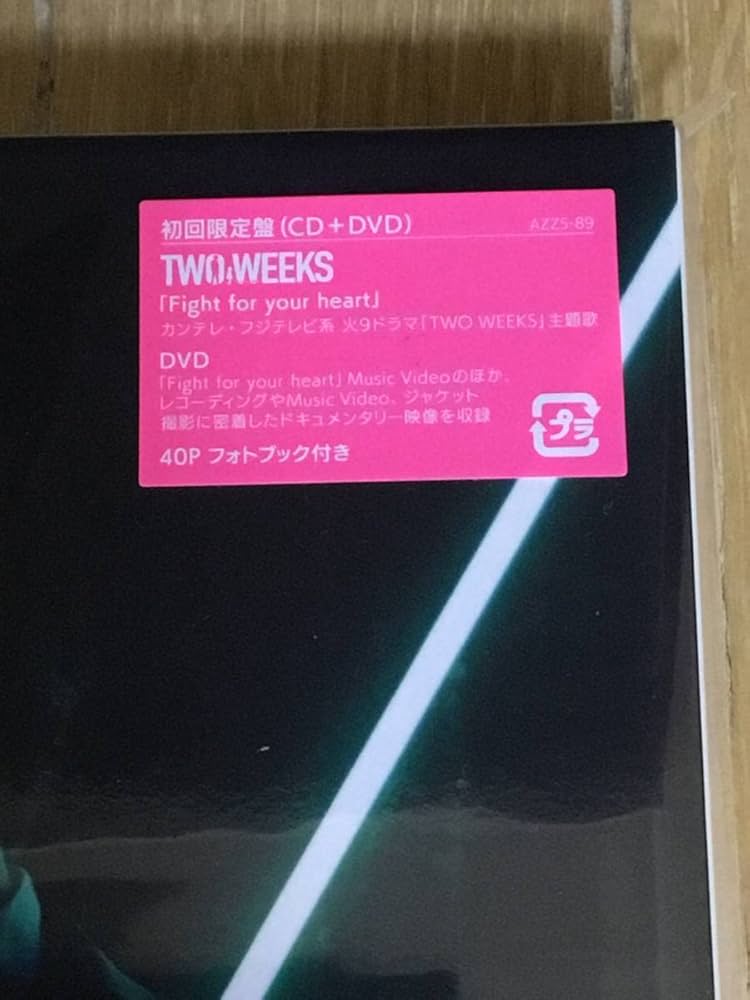 初回限定盤(CD+DVD) AZZS-89
TWO WEEKS
「Fight for your heart」
カンテレ・フジテレビ系 火9ドラマ「TWO WEEKS」主題歌
DVD
「Fight for your heart」Music Videoのほか、
レコーディングやMusic Video、ジャケット
撮影に密着したドキュメンタリー映像を収録
40P フォトブック付き
プラ